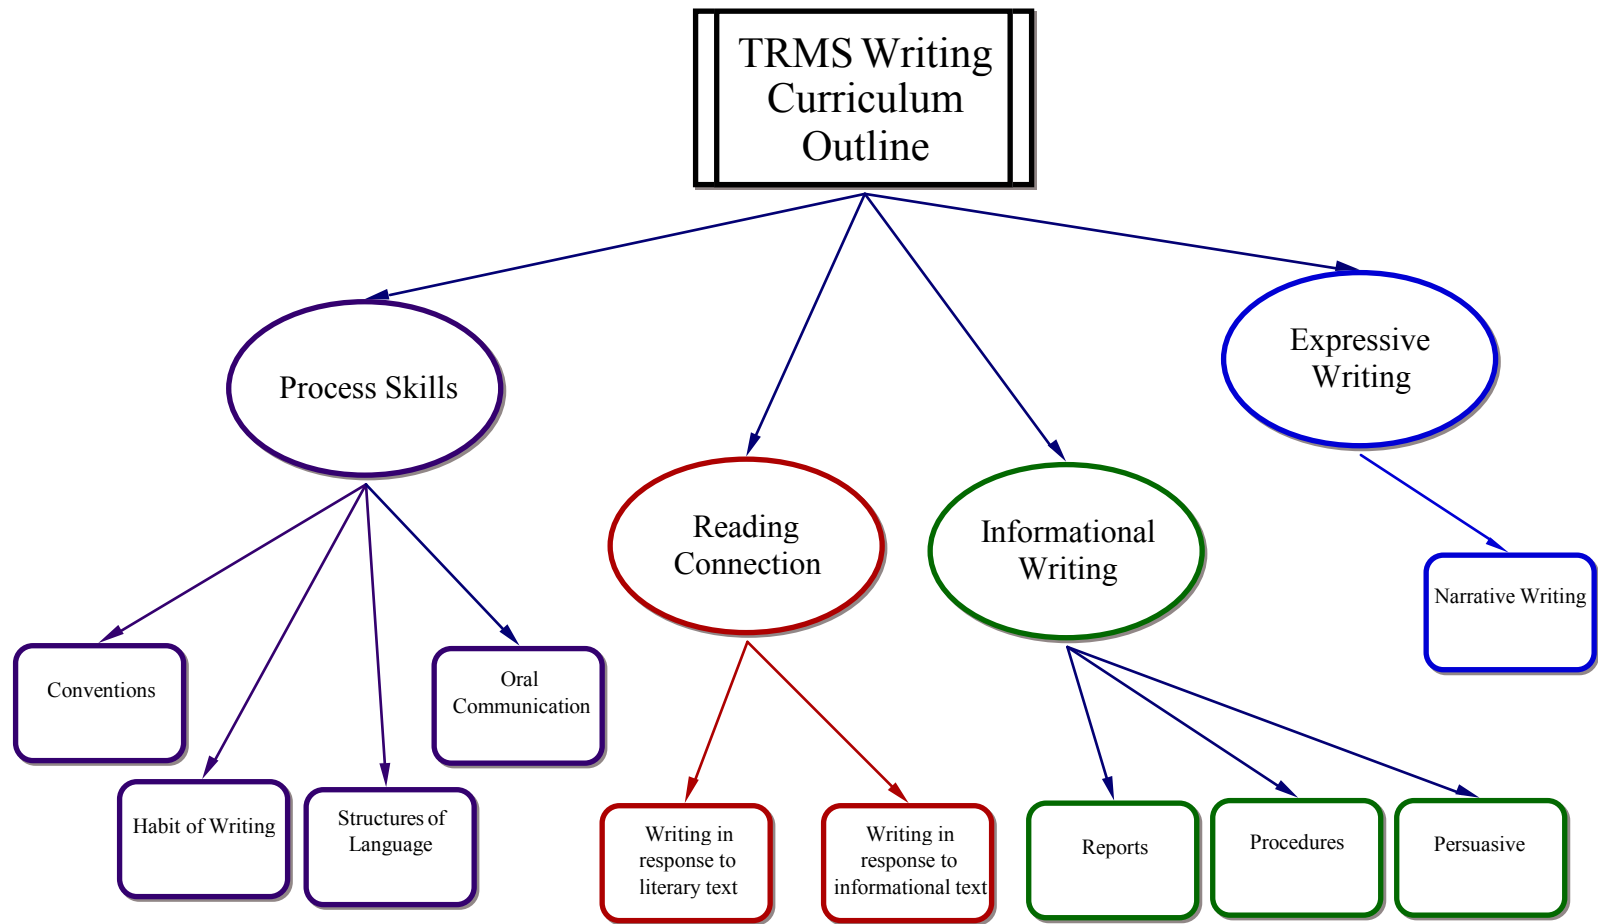 TRMS Writing
Curriculum
Outline
Process Skills
Reading
Connection
Informational
Writing
Expressive
Writing
Conventions
Habit of Writing
Structures of
Language
Oral
Communication
Writing in
response to
literary text
Writing in
response to
informational text
Reports
Procedures
Persuasive
Narrative Writing